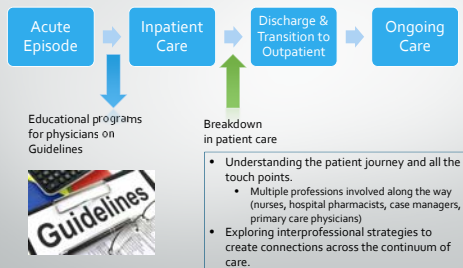 Acute
Episode
Inpatient
Care
Discharge &
Transition to
Outpatient
Ongoing
Care
Educational programs
for physicians on
Guidelines
Breakdown
in patient care
Guidelines
• Understanding the patient journey and all the
touch points.
• Multiple professions involved along the way
(nurses, hospital pharmacists, case managers,
primary care physicians)
• Exploring interprofessional strategies to
create connections across the continuum of
care.